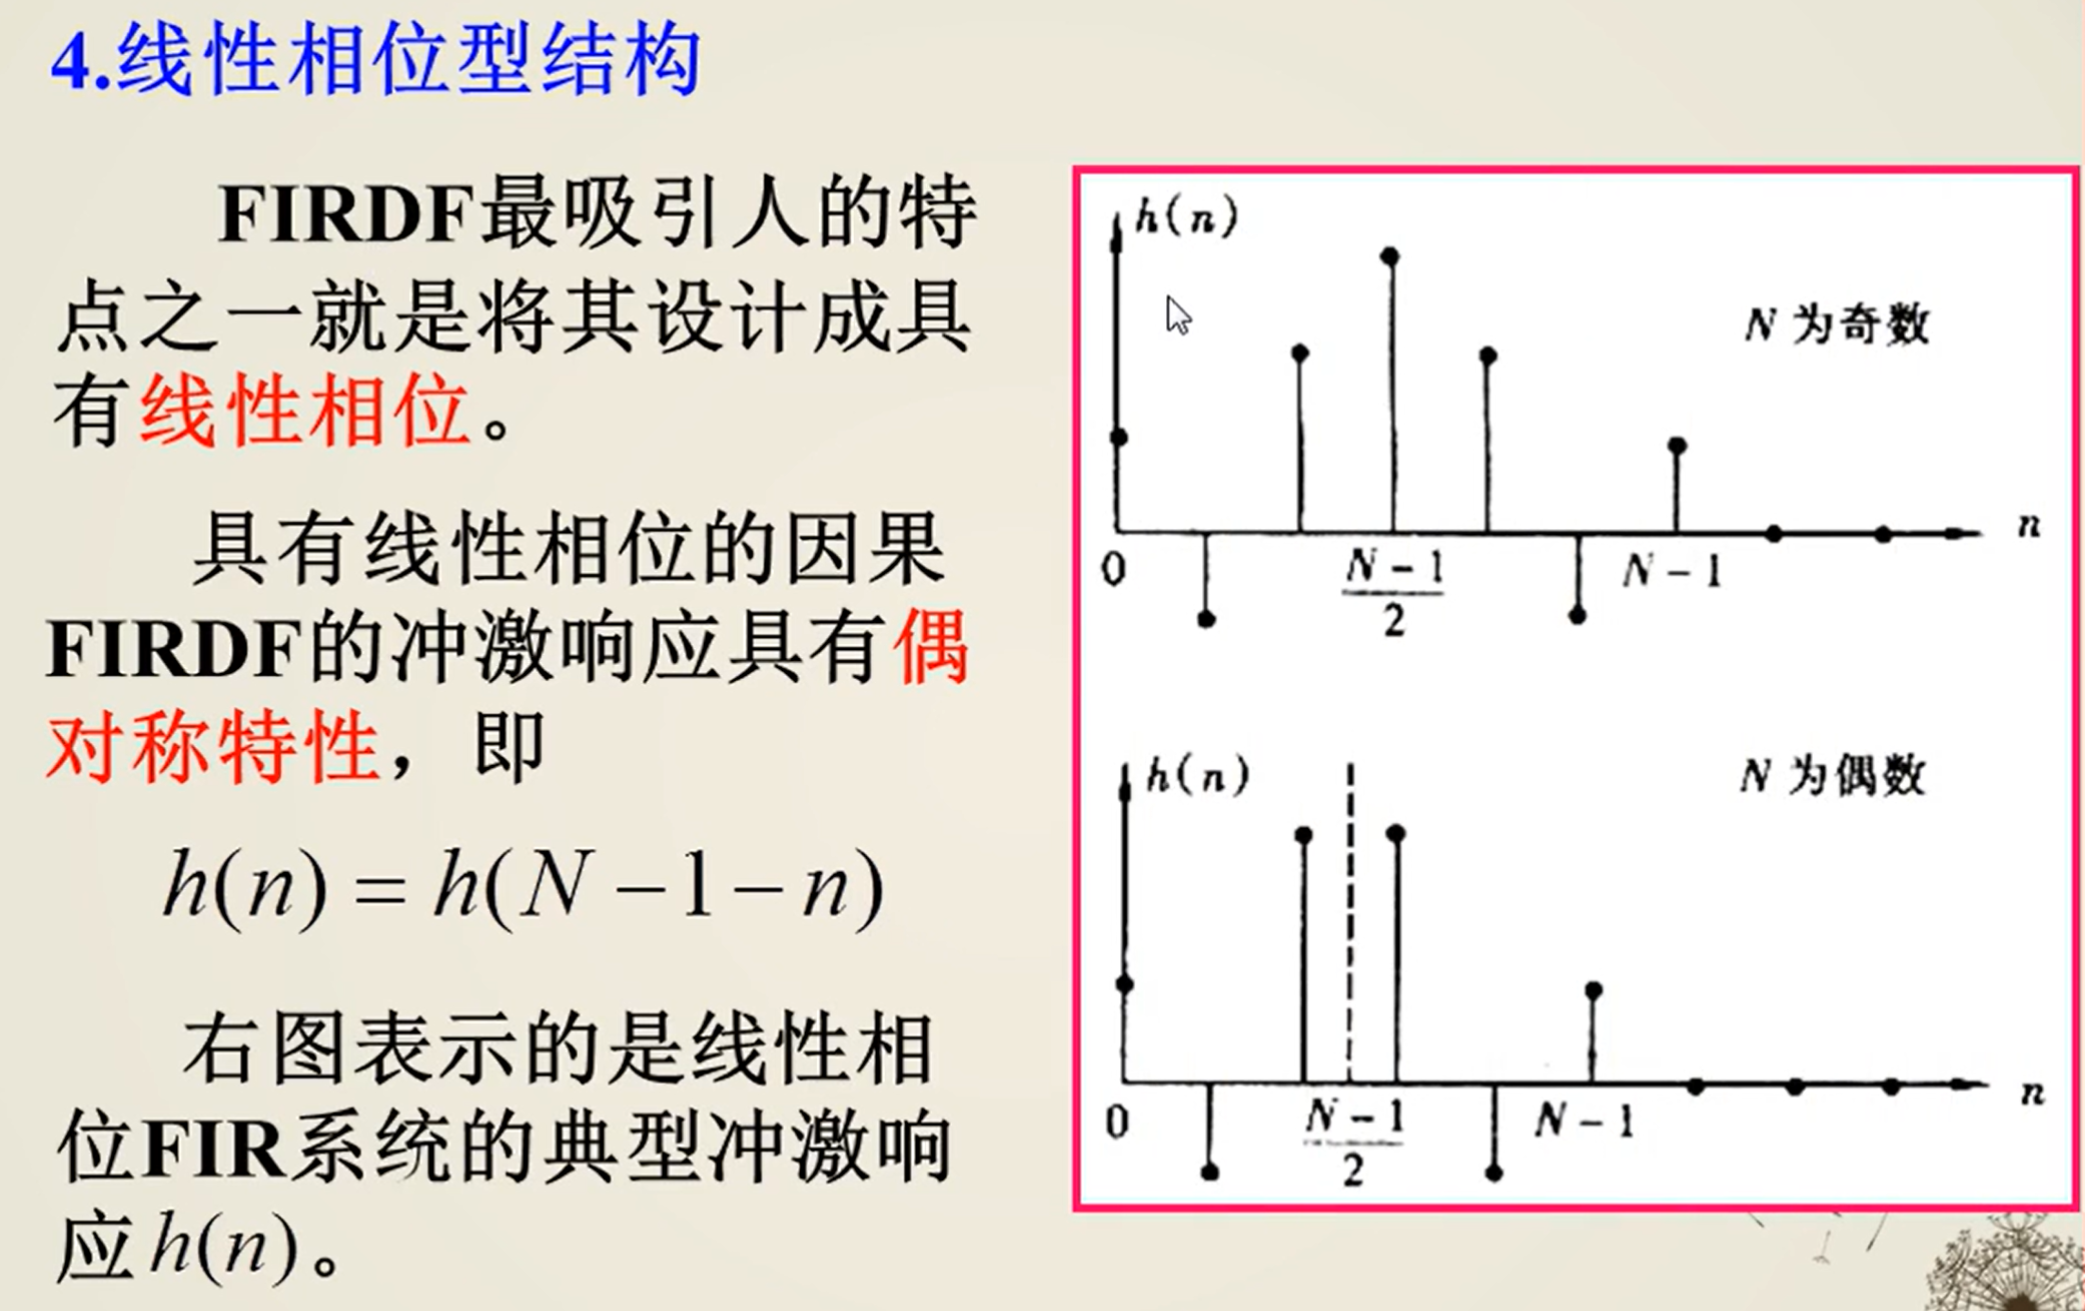 4.线性相位型结构
FIRDF最吸引人的特
点之一就是将其设计成具
有线性相位。
具有线性相位的因果
FIRDF的冲激响应具有偶
对称特性，即
h(n) = h(N −1− n)
右图表示的是线性相
位FIR系统的典型冲激响
应h(n)。
h(n)
N 为奇数
n
0
N−1
2
N−1
h(n)
N 为偶数
n
0
N−1
2
N−1